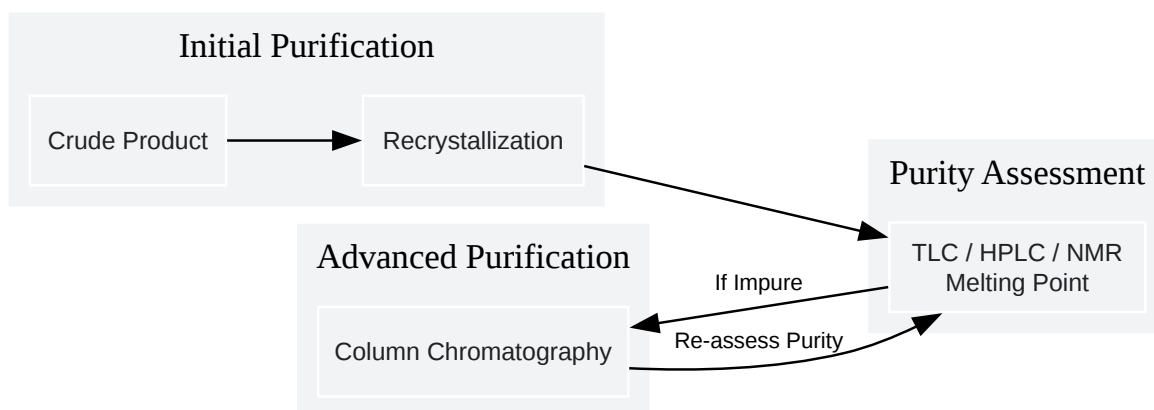 Initial Purification
Crude Product
Recrystallization
Purity Assessment
TLC / HPLC / NMR
Melting Point
Advanced Purification
If Impure
Re-assess Purity
Column Chromatography